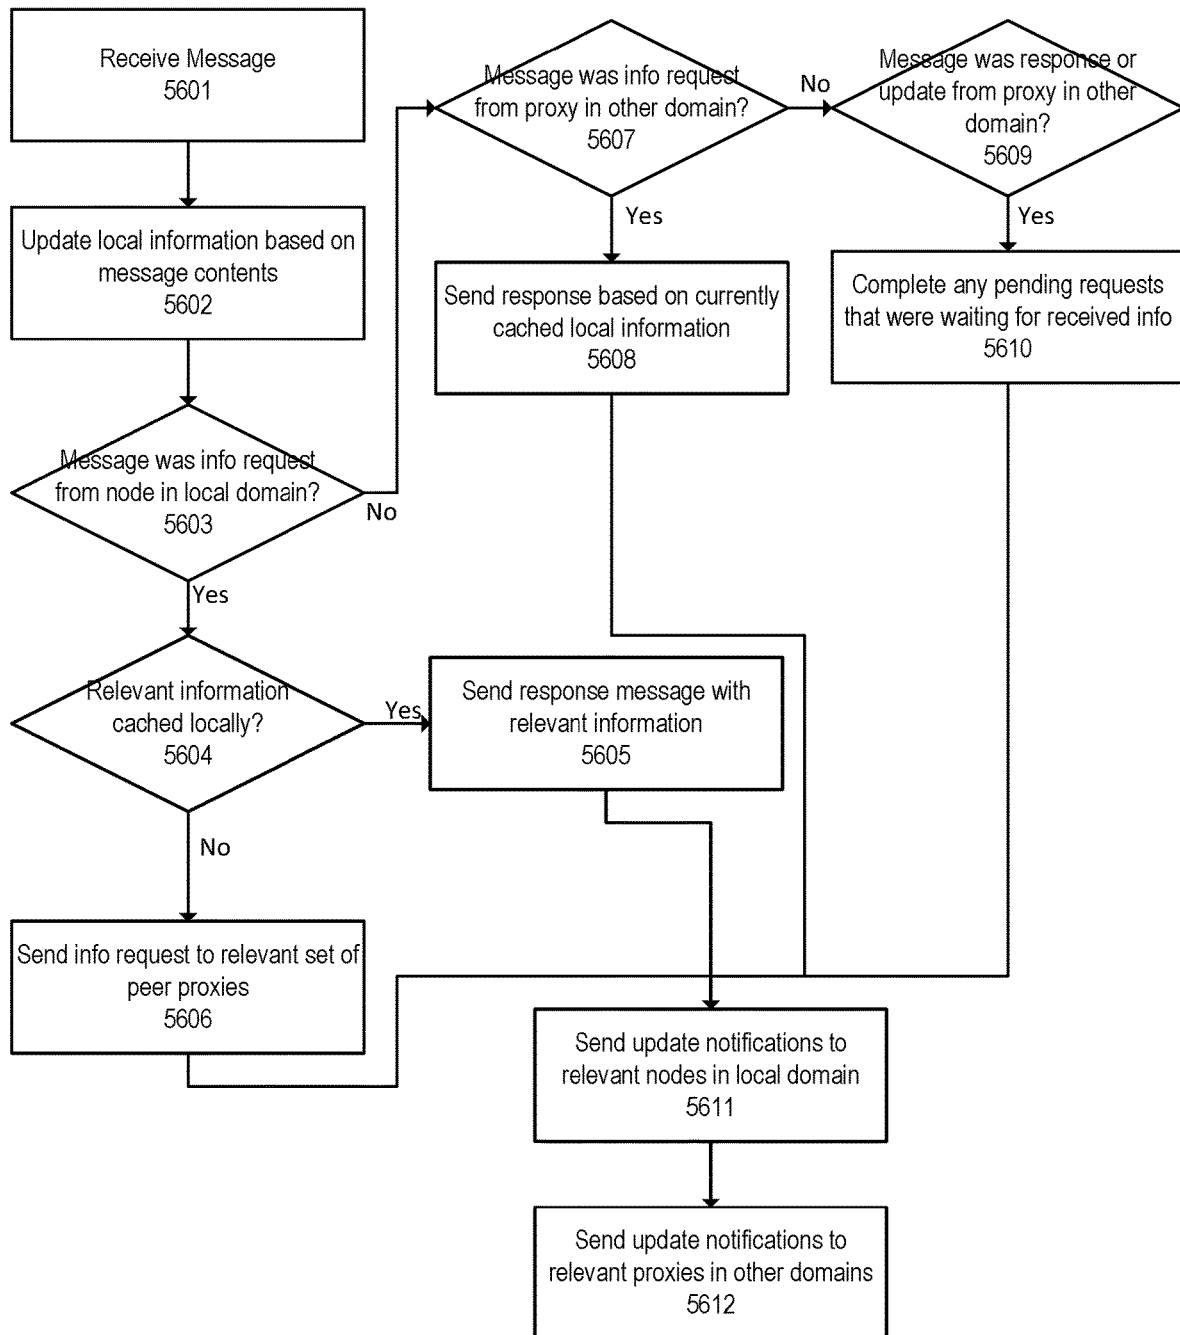 Receive Message
5601
Update local information based on
message contents
5602
Message was info request
from node in local domain?
5603
No
Yes
Relevant information
cached locally?
5604
Yes
No
Send response message with
relevant information
5605
Send info request to relevant set of
peer proxies
5606
Message was info request
from proxy in other domain?
5607
No
Yes
Send response based on currently
cached local information
5608
Message was response or
update from proxy in other
domain?
5609
Yes
Complete any pending requests
that were waiting for received info
5610
Send update notifications to
relevant nodes in local domain
5611
Send update notifications to
relevant proxies in other domains
5612